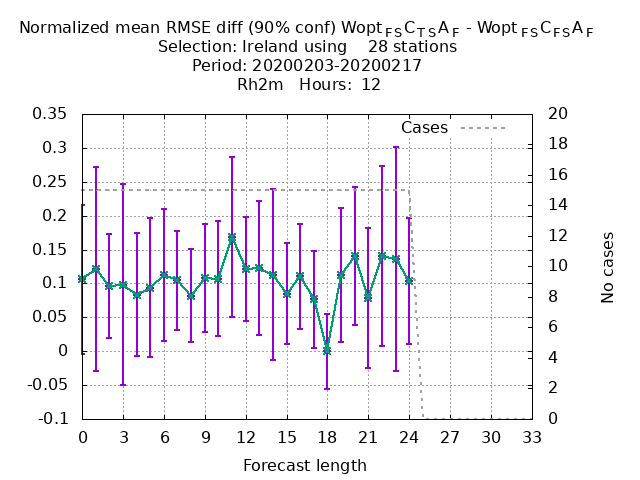 Normalized mean RMSE diff (90% conf) Wopt FS C TS A F - Wopt FS C FS A F
Selection: Ireland using    28 stations
Period: 20200203-20200217
Rh2m   Hours:  12
Cases
0.35
0.3
0.25
0.2
0.15
0.1
0.05
0
-0.05
-0.1
20
18
16
14
12
10
8
6
4
2
0
No cases
0 3 6 9 12 15 18 21 24 27 30 33
Forecast length